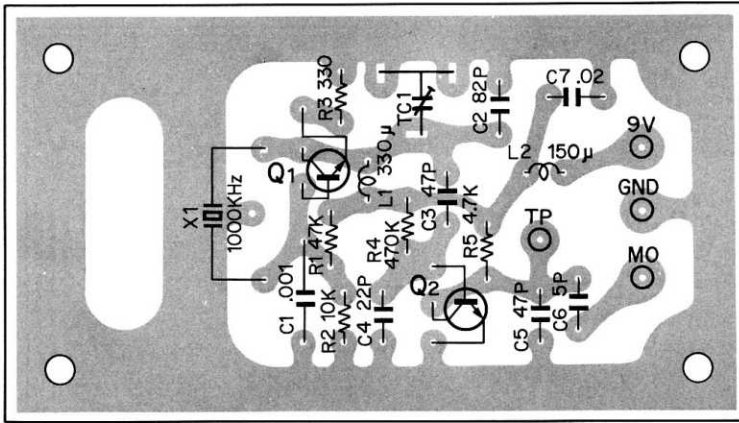 R3 330
TC1
C2 82P
C7 .02
9V
Q1
330μ
L1
L2 150μ
X1
1000KHz
R1 47K
R4
470K
C3 47P
R5 4.7K
TP
GND
MO
C1 .001
R2 10K
C4 22P
Q2
C5 47P
C6 5P